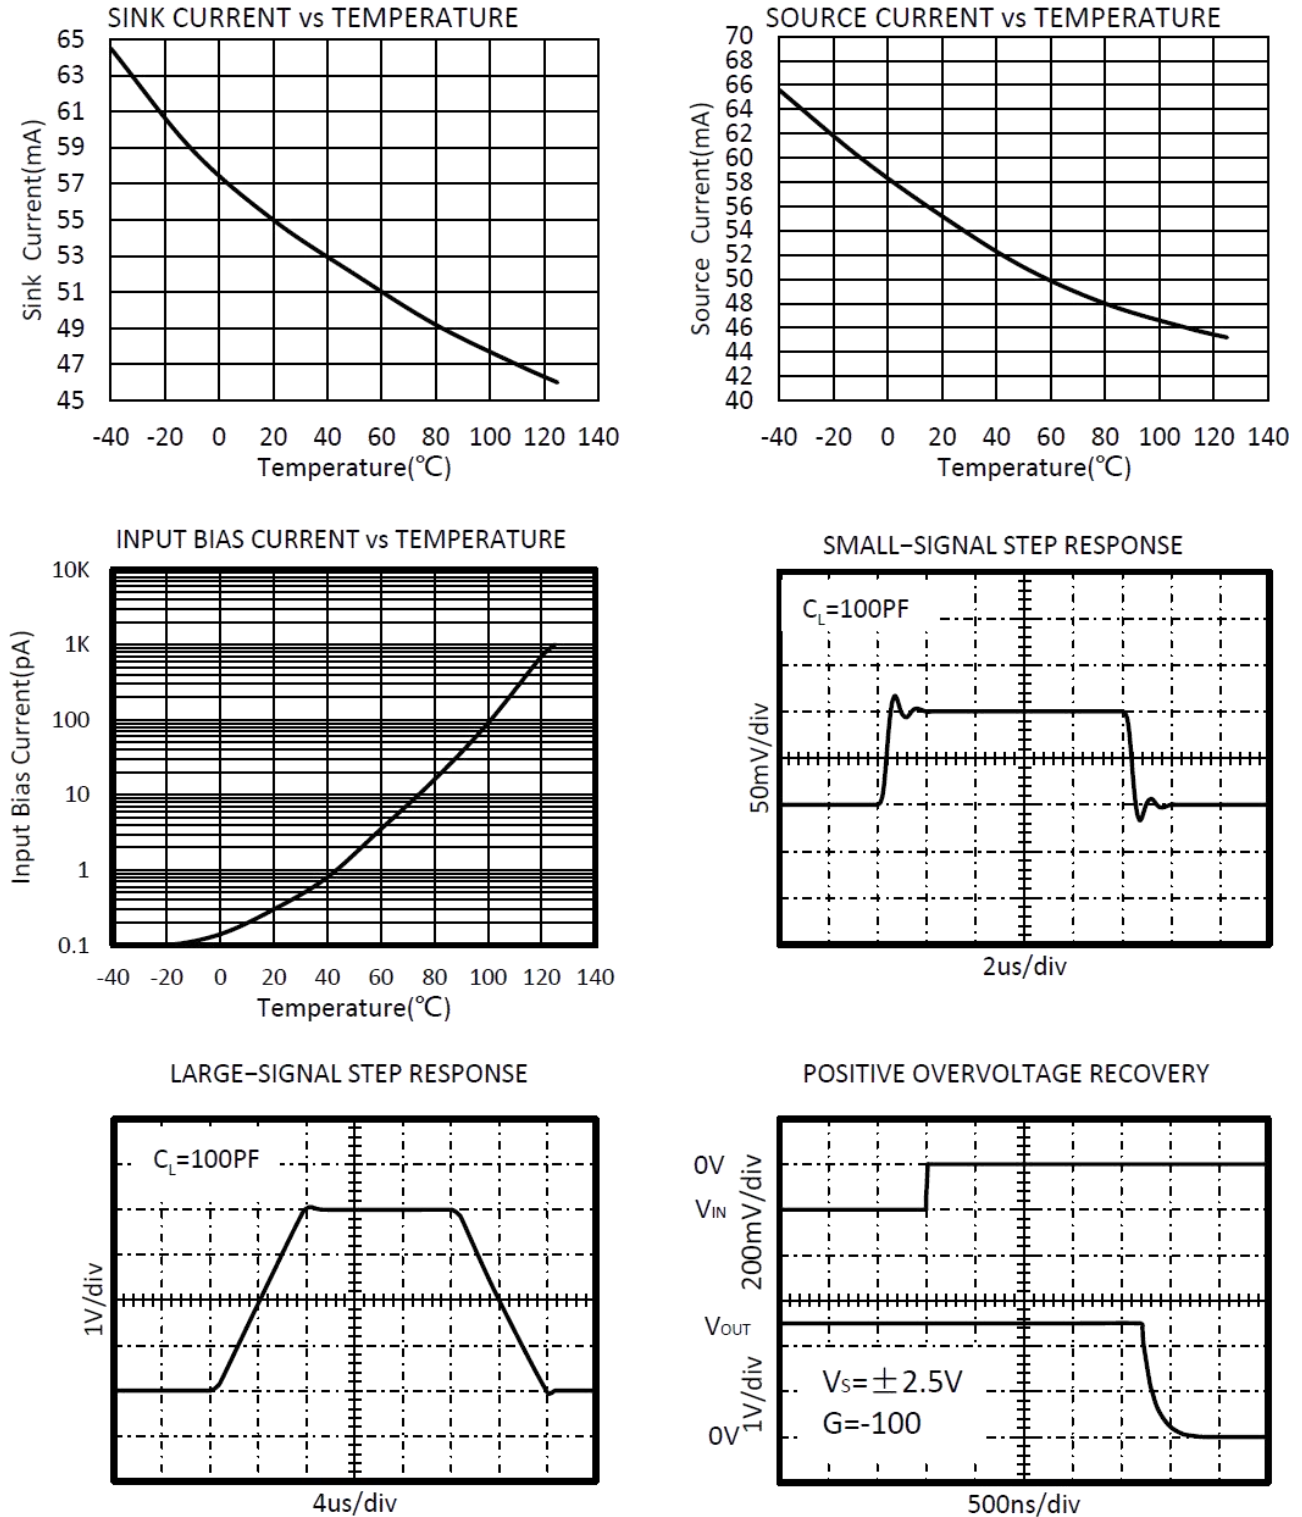 SINK CURRENT vs TEMPERATURE
65
63
61
59
57
55
53
51
49
47
45
Sink Current(mA)
-40 -20 0 20 40 60 80 100 120 140
Temperature(℃)
SOURCE CURRENT vs TEMPERATURE
70
68
66
64
62
60
58
56
54
52
50
48
46
44
42
40
Source Current(mA)
-40 -20 0 20 40 60 80 100 120 140
Temperature(℃)
INPUT BIAS CURRENT vs TEMPERATURE
10K
1K
100
10
1
0.1
Input Bias Current(pA)
-40 -20 0 20 40 60 80 100 120 140
Temperature(℃)
SMALL−SIGNAL STEP RESPONSE
CL=100PF
50mV/div
2us/div
LARGE−SIGNAL STEP RESPONSE
CL=100PF
1V/div
4us/div
POSITIVE OVERVOLTAGE RECOVERY
0V
VIN
200mV/div
VOUT
VS=±2.5V
G=-100
1V/div
0V
500ns/div